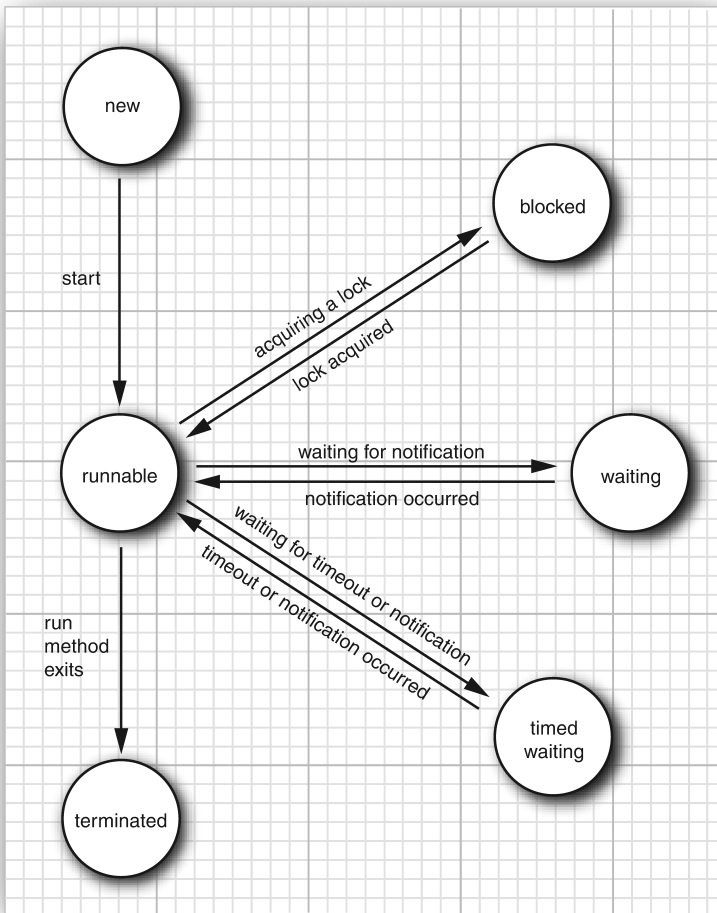 new
blocked
start
acquiring a lock
lock acquired
runnable
waiting for notification
notification occurred
waiting
waiting for timeout or notification
timeout or notification occurred
run
method
exits
timed
waiting
terminated